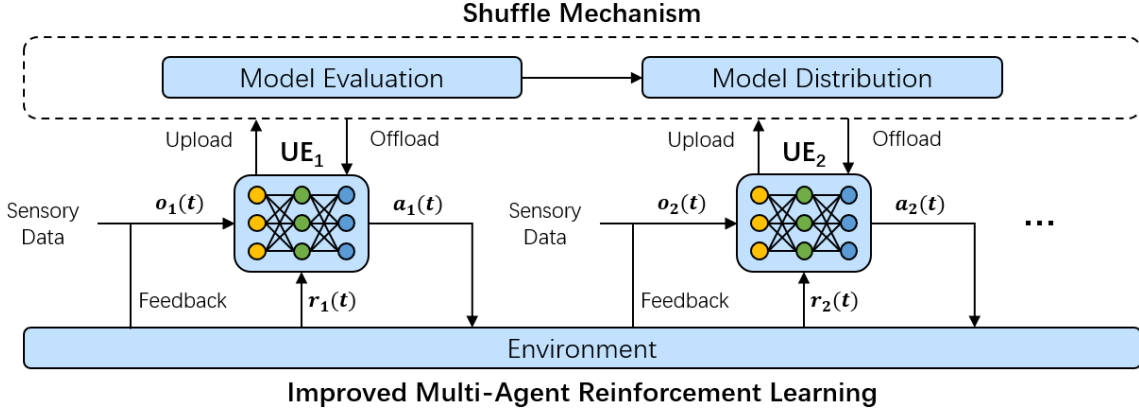 Shuffle Mechanism
Model Evaluation
Model Distribution
Upload
Offload
Upload
Offload
UE₁
UE₂
Sensory
Data
o₁(t)
a₁(t)
Sensory
Data
o₂(t)
a₂(t)
...
Feedback
r₁(t)
Feedback
r₂(t)
Environment
Improved Multi-Agent Reinforcement Learning